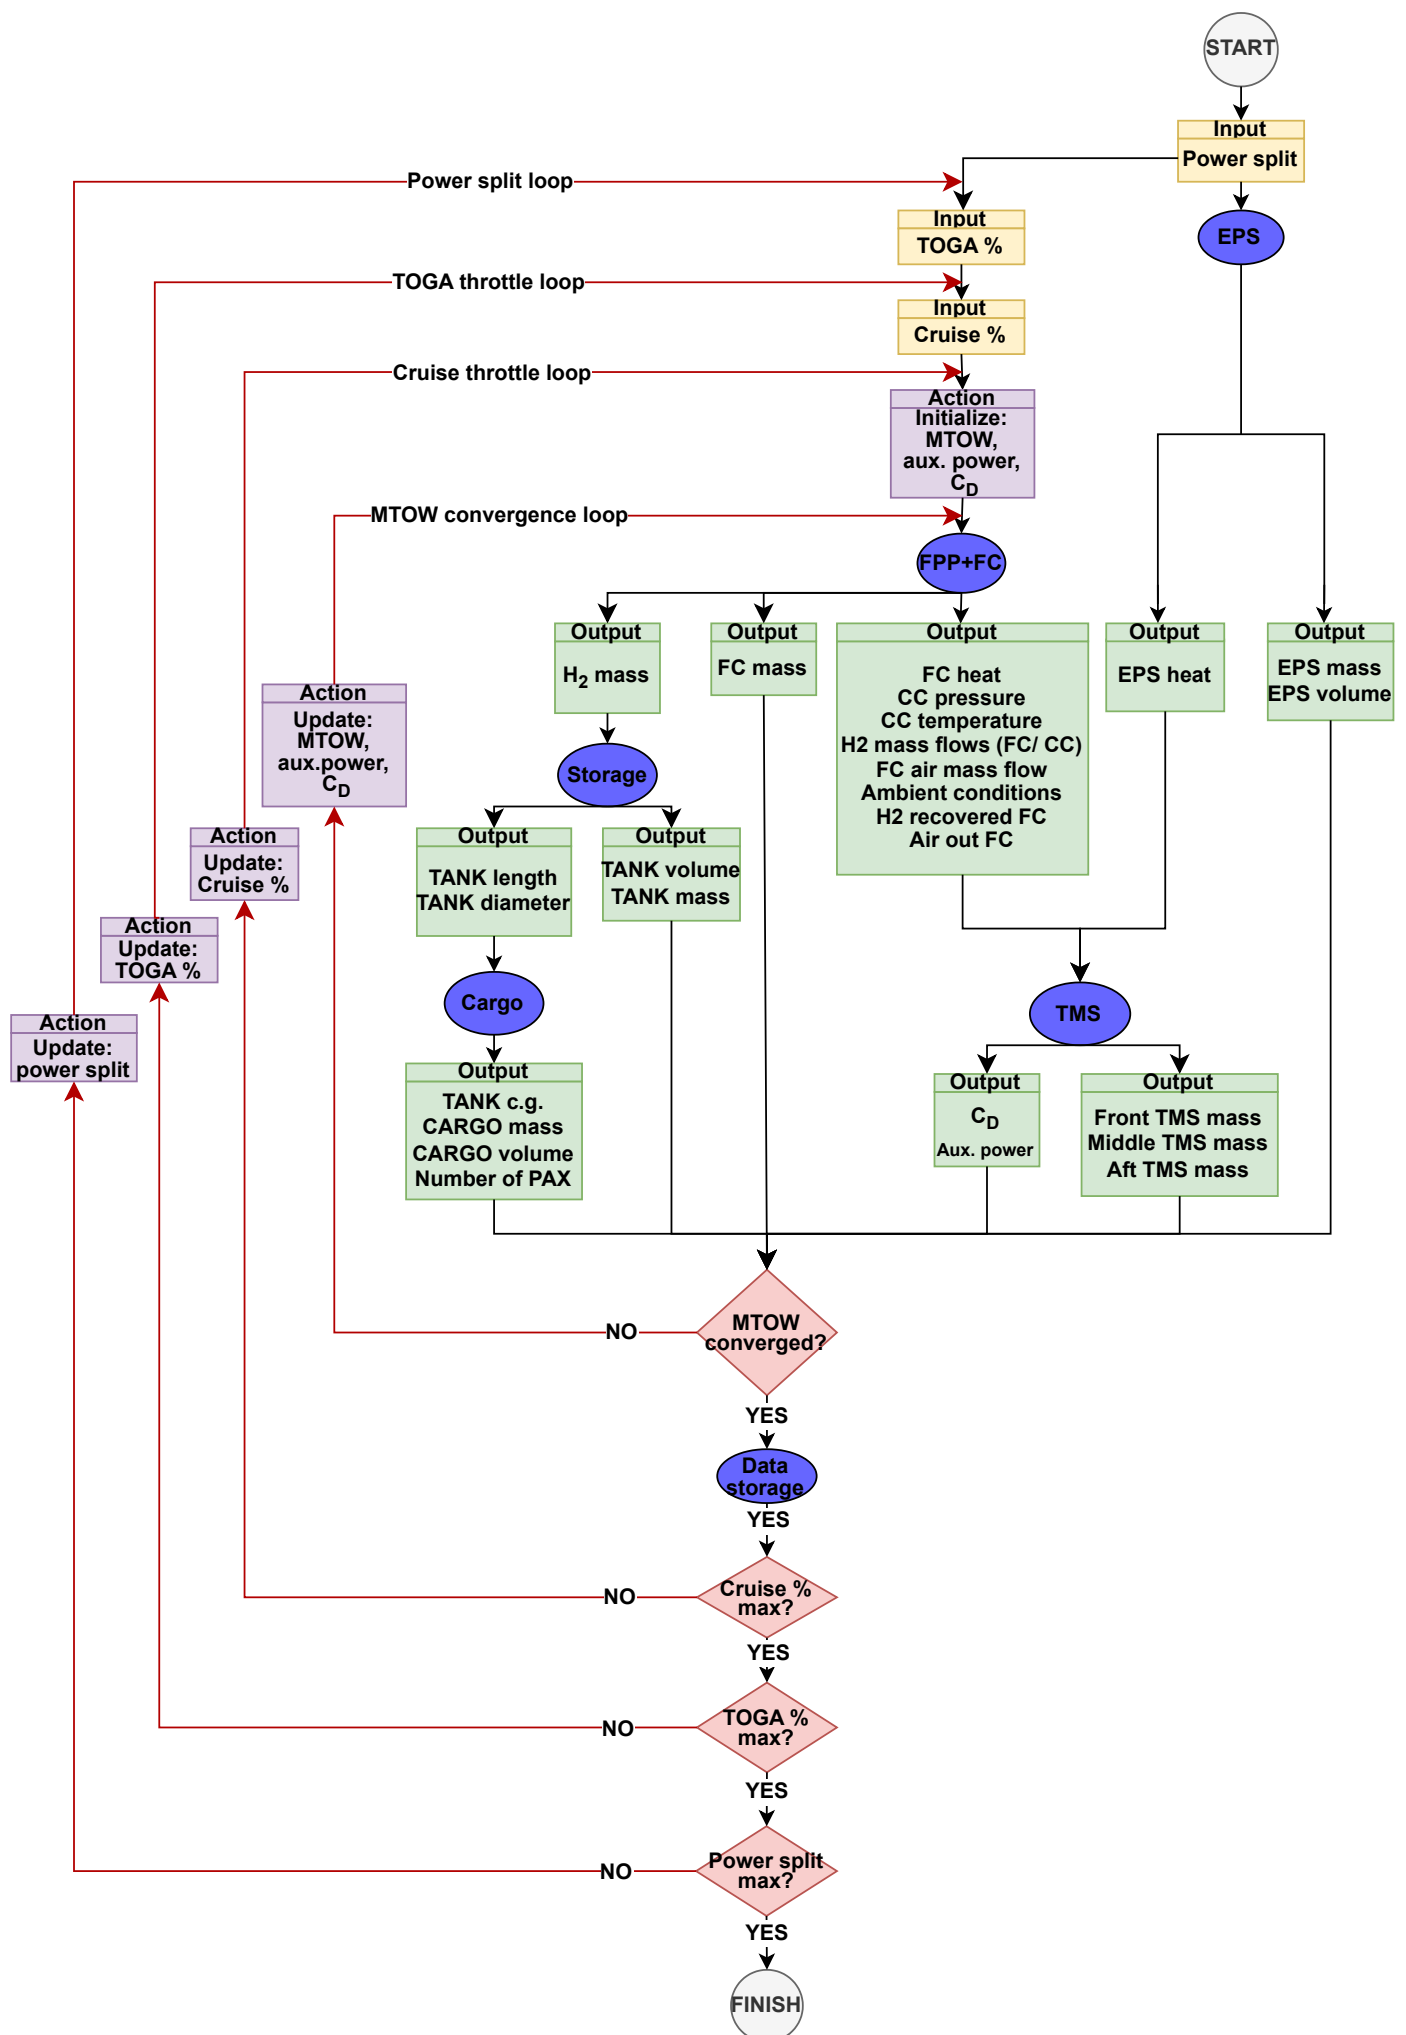 START
Input
Power split
Power split loop
Input
TOGA %
EPS
TOGA throttle loop
Input
Cruise %
Cruise throttle loop
Action
Initialize:
MTOW,
aux. power,
C_D
MTOW convergence loop
FPP+FC
Output
H₂ mass
Output
FC mass
Output
FC heat
CC pressure
CC temperature
H2 mass flows (FC/ CC)
FC air mass flow
Ambient conditions
H2 recovered FC
Air out FC
Output
EPS heat
Output
EPS mass
EPS volume
Action
Update:
MTOW,
aux.power,
C_D
Storage
Action
Update:
Cruise %
Output
TANK length
TANK diameter
Output
TANK volume
TANK mass
Action
Update:
TOGA %
Cargo
TMS
Action
Update:
power split
Output
TANK c.g.
CARGO mass
CARGO volume
Number of PAX
Output
C_D
Aux. power
Output
Front TMS mass
Middle TMS mass
Aft TMS mass
MTOW
converged?
NO
YES
Data
storage
YES
Cruise %
max?
NO
YES
TOGA %
max?
NO
YES
Power split
max?
NO
YES
FINISH